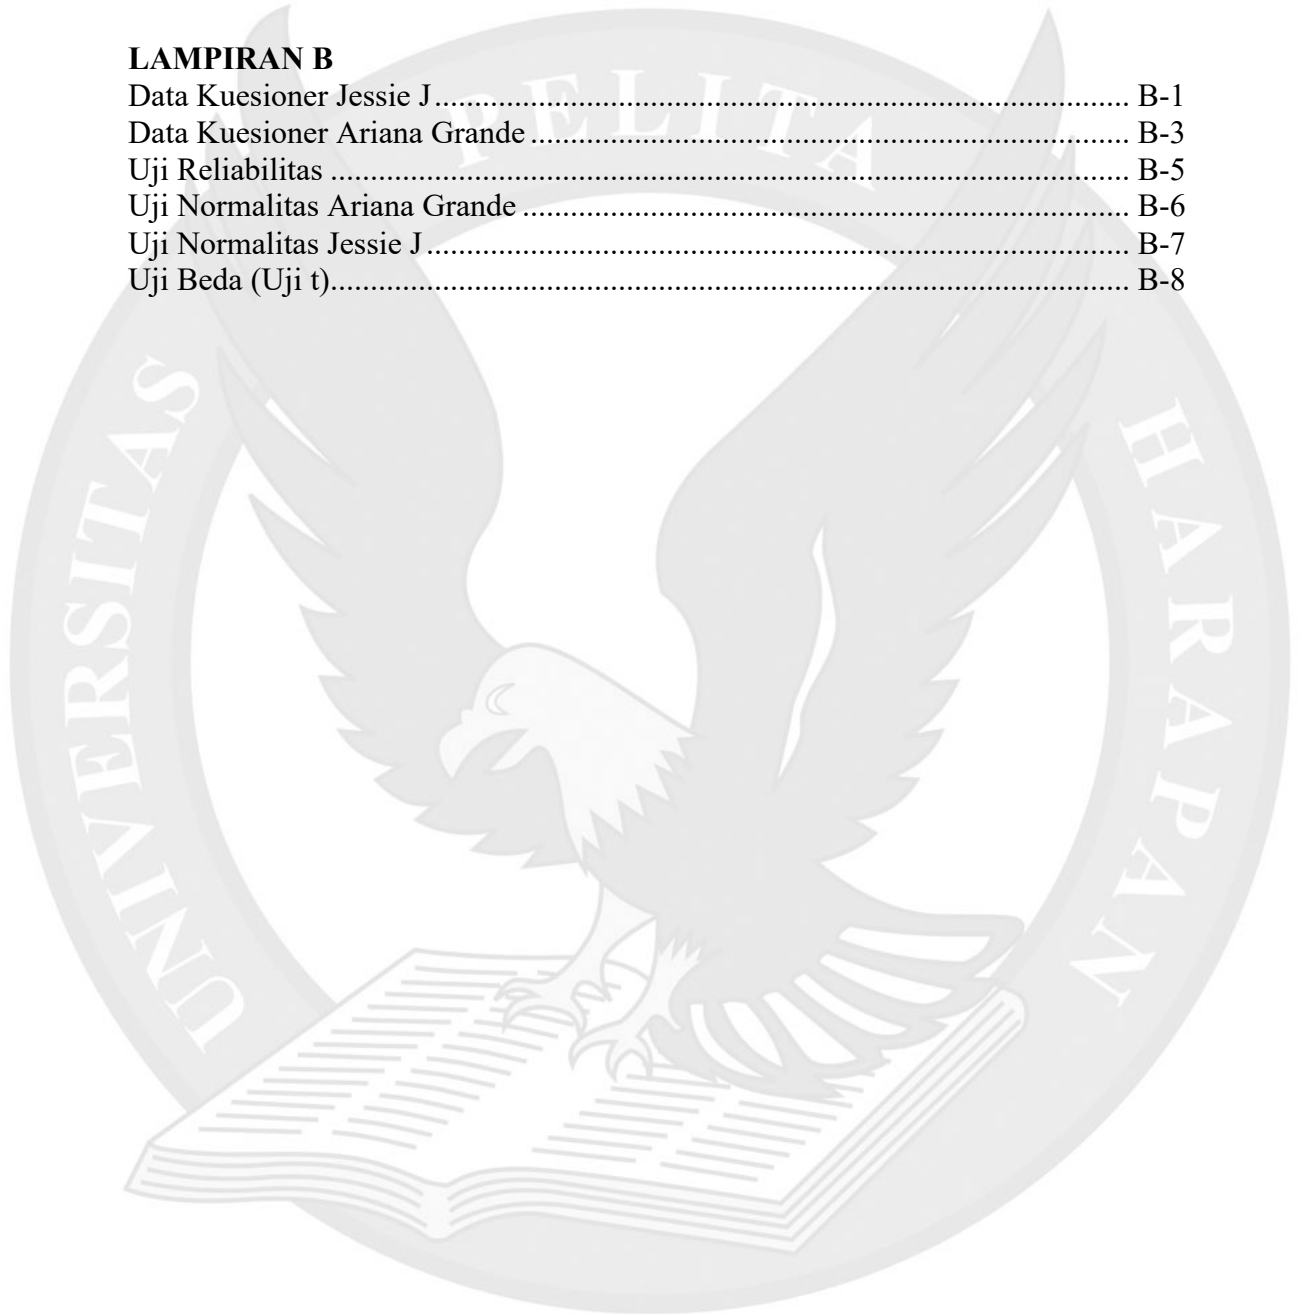 LAMPIRAN B
Data Kuesioner Jessie J.......................................................................................... B-1
Data Kuesioner Ariana Grande ............................................................................. B-3
Uji Reliabilitas ...................................................................................................... B-5
Uji Normalitas Ariana Grande .............................................................................. B-6
Uji Normalitas Jessie J........................................................................................... B-7
Uji Beda (Uji t)...................................................................................................... B-8
UNIVERSITAS PELITA HARAPAN